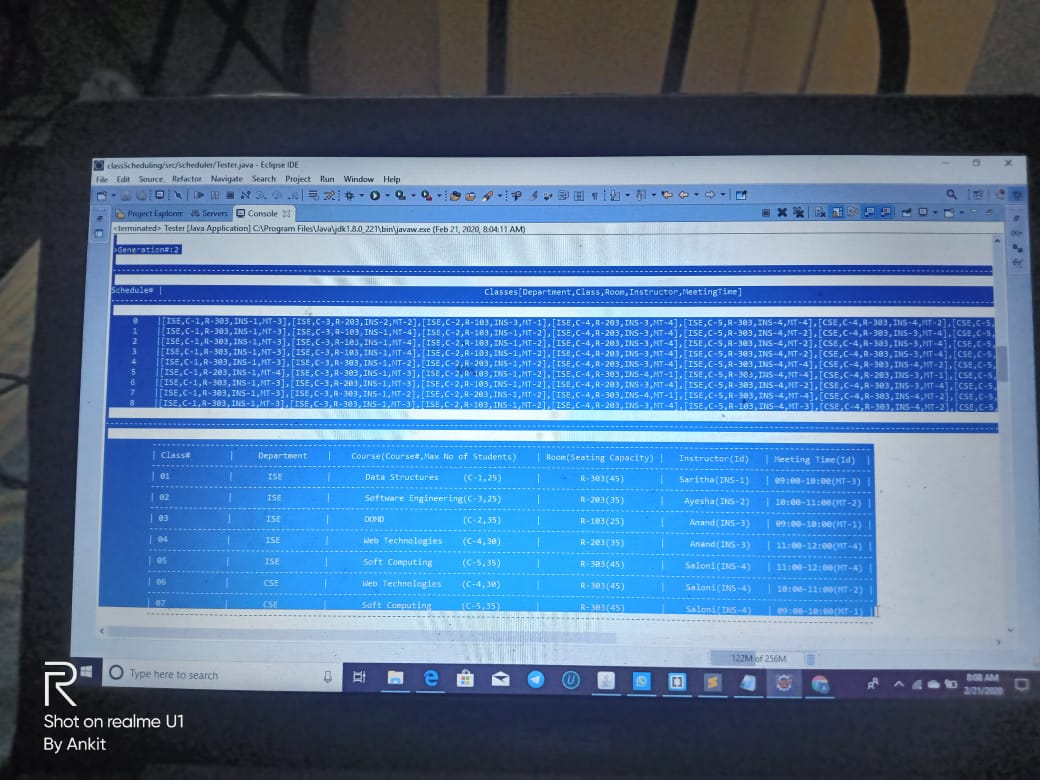 classScheduling/src/scheduler/Tester.java - Eclipse IDE
File Edit Source Refactor Navigate Search Project Run Window Help
Project Explorer Servers Console
<terminated> Tester [Java Application] C:\Program Files\Java\jdk1.8.0_221\bin\javaw.exe (Feb 21, 2020, 8:04:11 AM)
>Generation#:2
Schedule# | Classes[Department,Class,Room,Instructor,MeetingTime]
0 |[ISE,C-1,R-303,INS-1,MT-3],[ISE,C-3,R-203,INS-2,MT-2],[ISE,C-2,R-103,INS-3,MT-1],[ISE,C-4,R-203,INS-3,MT-4],[ISE,C-5,R-303,INS-4,MT-4],[CSE,C-4,R-303,INS-4,MT-2],[CSE,C-5,
1 |[ISE,C-1,R-303,INS-1,MT-3],[ISE,C-3,R-103,INS-1,MT-4],[ISE,C-2,R-203,INS-1,MT-2],[ISE,C-4,R-203,INS-3,MT-4],[ISE,C-5,R-303,INS-4,MT-2],[CSE,C-4,R-303,INS-3,MT-4],[CSE,C-5,
2 |[ISE,C-1,R-303,INS-1,MT-3],[ISE,C-3,R-103,INS-1,MT-4],[ISE,C-2,R-103,INS-1,MT-2],[ISE,C-4,R-203,INS-3,MT-4],[ISE,C-5,R-303,INS-4,MT-2],[CSE,C-4,R-303,INS-3,MT-4],[CSE,C-5,
3 |[ISE,C-1,R-303,INS-1,MT-3],[ISE,C-3,R-103,INS-1,MT-4],[ISE,C-2,R-103,INS-1,MT-2],[ISE,C-4,R-203,INS-3,MT-4],[ISE,C-5,R-303,INS-4,MT-2],[CSE,C-4,R-303,INS-3,MT-4],[CSE,C-5,
4 |[ISE,C-1,R-303,INS-1,MT-3],[ISE,C-3,R-303,INS-1,MT-2],[ISE,C-2,R-203,INS-1,MT-2],[ISE,C-4,R-203,INS-3,MT-4],[ISE,C-5,R-303,INS-4,MT-4],[CSE,C-4,R-303,INS-4,MT-2],[CSE,C-5,
5 |[ISE,C-1,R-203,INS-1,MT-4],[ISE,C-3,R-303,INS-1,MT-3],[ISE,C-2,R-103,INS-1,MT-2],[ISE,C-4,R-303,INS-4,MT-1],[ISE,C-5,R-303,INS-4,MT-4],[CSE,C-4,R-203,INS-3,MT-1],[CSE,C-5,
6 |[ISE,C-1,R-303,INS-1,MT-3],[ISE,C-3,R-203,INS-1,MT-3],[ISE,C-2,R-103,INS-1,MT-2],[ISE,C-4,R-203,INS-3,MT-4],[ISE,C-5,R-303,INS-4,MT-2],[CSE,C-4,R-303,INS-3,MT-4],[CSE,C-5,
7 |[ISE,C-1,R-303,INS-1,MT-3],[ISE,C-3,R-303,INS-1,MT-2],[ISE,C-2,R-103,INS-1,MT-2],[ISE,C-4,R-303,INS-4,MT-1],[ISE,C-5,R-303,INS-4,MT-2],[CSE,C-4,R-303,INS-3,MT-4],[CSE,C-5,
8 |[ISE,C-1,R-303,INS-1,MT-3],[ISE,C-3,R-303,INS-1,MT-3],[ISE,C-2,R-103,INS-1,MT-2],[ISE,C-4,R-203,INS-3,MT-4],[ISE,C-5,R-103,INS-4,MT-3],[CSE,C-4,R-303,INS-4,MT-2],[CSE,C-5,
| Class# | Department | Course(Course#,Max No of Students) | Room(Seating Capacity) | Instructor(Id) | Meeting Time(Id) |
| 01 | ISE | Data Structures (C-1,25) | R-303(45) | Saritha(INS-1) | 09:00-10:00(MT-3) |
| 02 | ISE | Software Engineering(C-3,25) | R-203(35) | Ayesha(INS-2) | 10:00-11:00(MT-2) |
| 03 | ISE | OOMD (C-2,35) | R-103(25) | Anand(INS-3) | 09:00-10:00(MT-1) |
| 04 | ISE | Web Technologies (C-4,30) | R-203(35) | Anand(INS-3) | 11:00-12:00(MT-4) |
| 05 | ISE | Soft Computing (C-5,35) | R-303(45) | Saloni(INS-4) | 11:00-12:00(MT-4) |
| 06 | CSE | Web Technologies (C-4,30) | R-303(45) | Saloni(INS-4) | 10:00-11:00(MT-2) |
| 07 | CSE | Soft Computing (C-5,35) | R-303(45) | Saloni(INS-4) | 09:00-10:00(MT-1) |
122M of 256M
Type here to search
8:08 AM
2/21/2020
R
Shot on realme U1
By Ankit